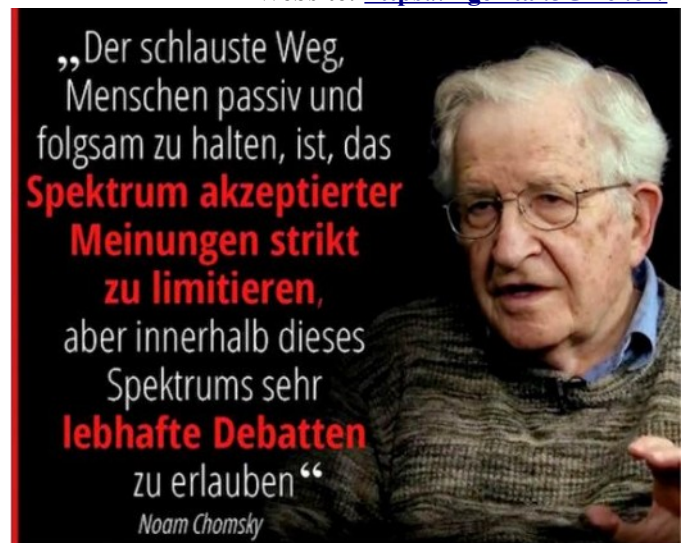 „Der schlauste Weg,
Menschen passiv und
folgsam zu halten, ist, das
Spektrum akzeptierter
Meinungen strikt
zu limitieren,
aber innerhalb dieses
Spektrums sehr
lebhafte Debatten
zu erlauben“
Noam Chomsky